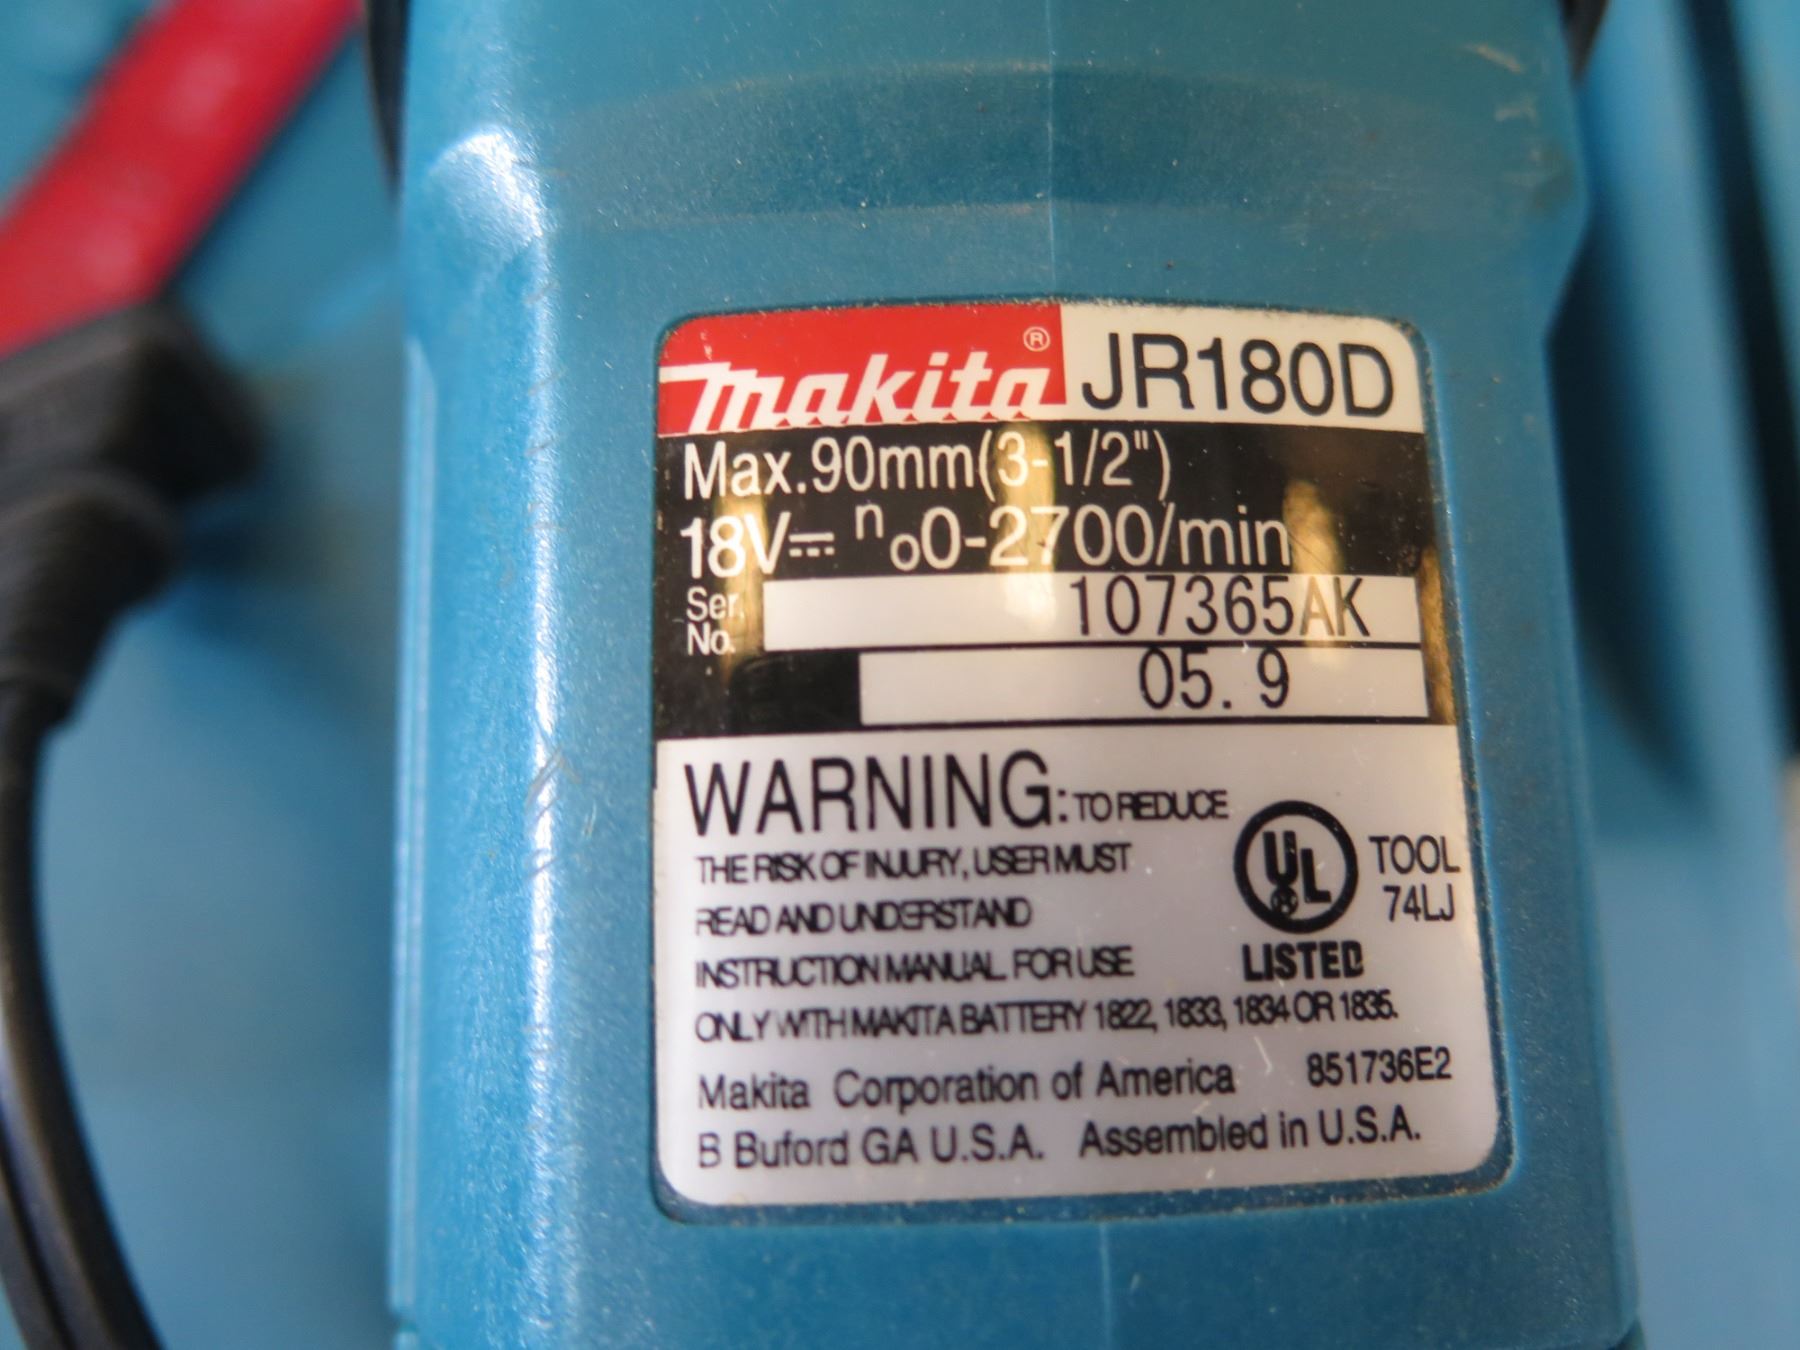 makita® JR180D
Max.90mm(3-1/2")
18V⎓ no0-2700/min
Ser. No. 107365AK
05.9
WARNING: TO REDUCE
THE RISK OF INJURY, USER MUST
READ AND UNDERSTAND
INSTRUCTION MANUAL. FOR USE
ONLY WITH MAKITA BATTERY 1822, 1833, 1834 OR 1835.
UL TOOL
74LJ
LISTED
Makita Corporation of America 851736E2
B Buford GA U.S.A. Assembled in U.S.A.